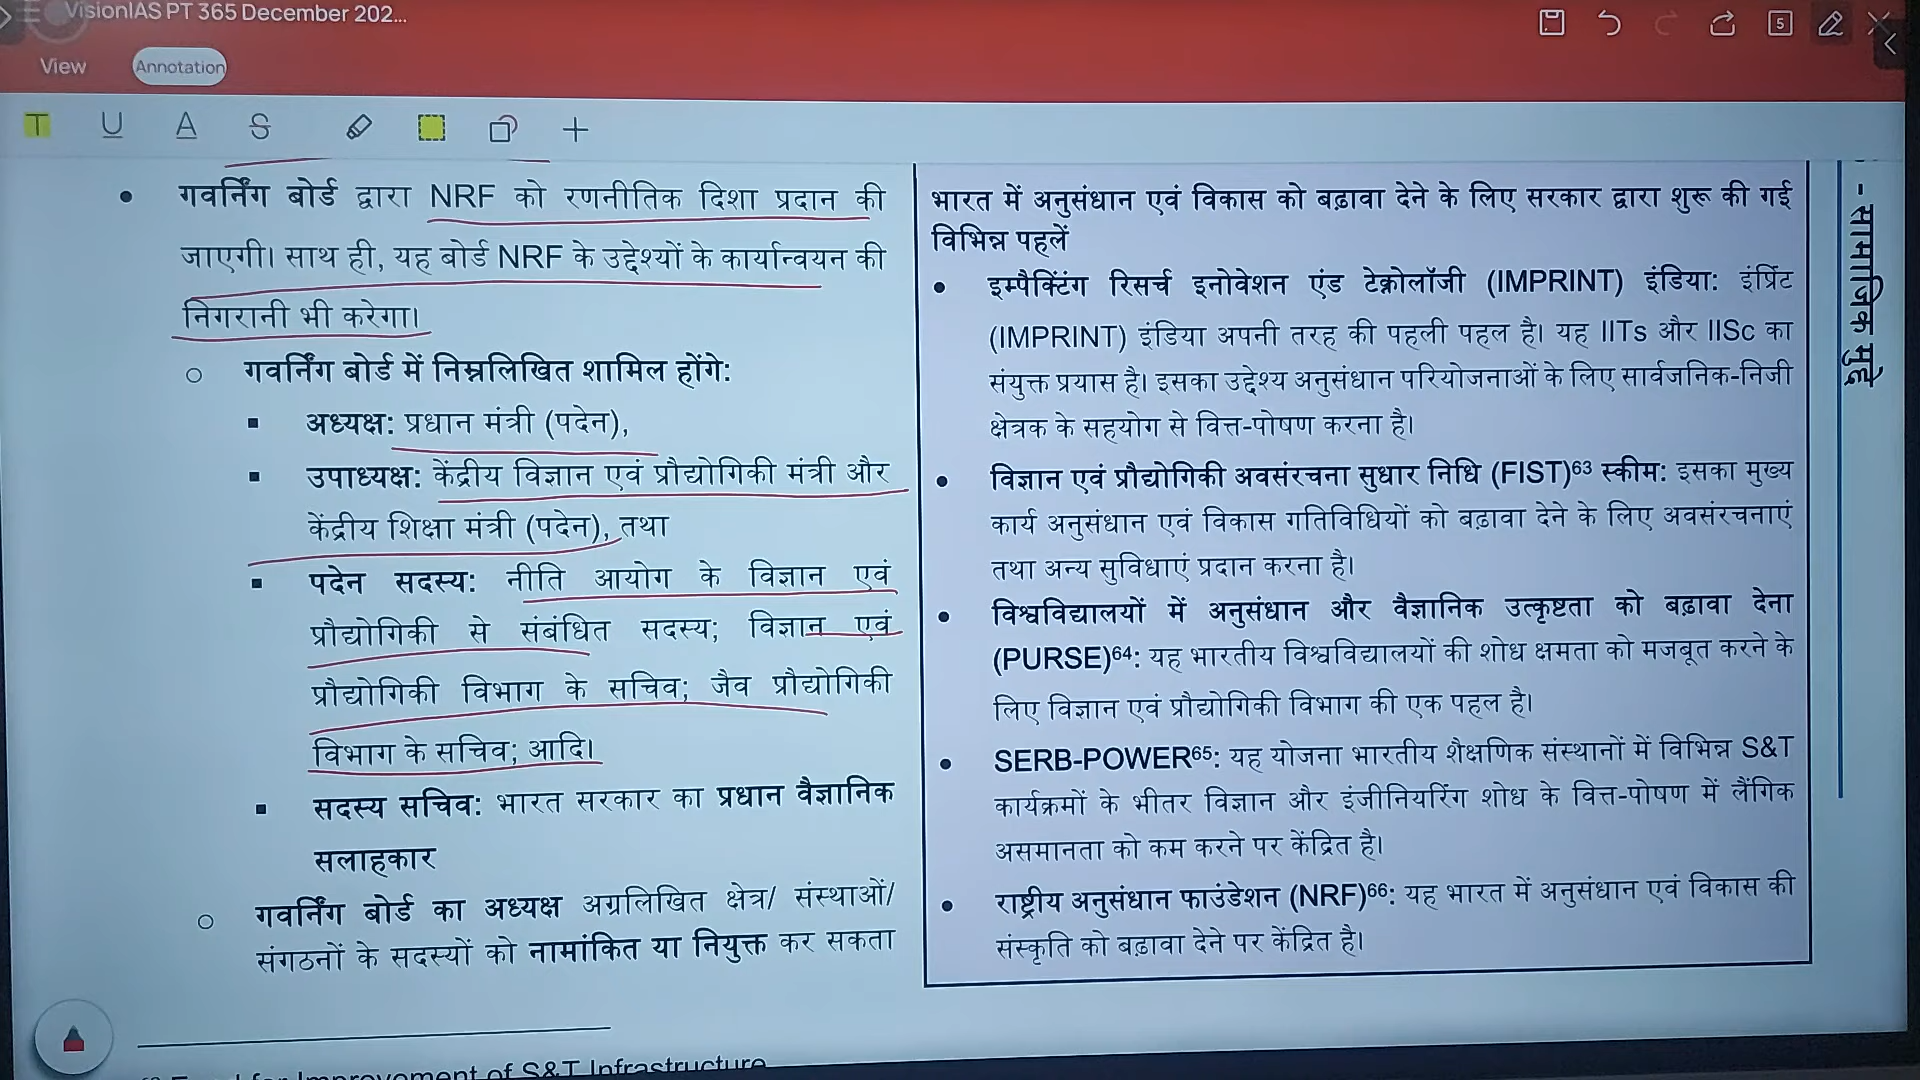 VisionIAS PT 365 December 202...
View
Annotation
5
T U A S
गवर्निंग बोर्ड द्वारा NRF को रणनीतिक दिशा प्रदान की
जाएगी। साथ ही, यह बोर्ड NRF के उद्देश्यों के कार्यान्वयन की
निगरानी भी करेगा।
गवर्निंग बोर्ड में निम्नलिखित शामिल होंगे:
अध्यक्ष: प्रधान मंत्री (पदेन),
उपाध्यक्ष: केंद्रीय विज्ञान एवं प्रौद्योगिकी मंत्री और
केंद्रीय शिक्षा मंत्री (पदेन), तथा
पदेन सदस्य: नीति आयोग के विज्ञान एवं
प्रौद्योगिकी से संबंधित सदस्य; विज्ञान एवं
प्रौद्योगिकी विभाग के सचिव; जैव प्रौद्योगिकी
विभाग के सचिव; आदि।
सदस्य सचिव: भारत सरकार का प्रधान वैज्ञानिक
सलाहकार
गवर्निंग बोर्ड का अध्यक्ष अग्रलिखित क्षेत्र/ संस्थाओं/
संगठनों के सदस्यों को नामांकित या नियुक्त कर सकता
भारत में अनुसंधान एवं विकास को बढ़ावा देने के लिए सरकार द्वारा शुरू की गई
विभिन्न पहलें
इम्पैक्टिंग रिसर्च इनोवेशन एंड टेक्नोलॉजी (IMPRINT) इंडिया: इंप्रिंट
(IMPRINT) इंडिया अपनी तरह की पहली पहल है। यह IITs और IISc का
संयुक्त प्रयास है। इसका उद्देश्य अनुसंधान परियोजनाओं के लिए सार्वजनिक-निजी
क्षेत्रक के सहयोग से वित्त-पोषण करना है।
विज्ञान एवं प्रौद्योगिकी अवसंरचना सुधार निधि (FIST)63 स्कीम: इसका मुख्य
कार्य अनुसंधान एवं विकास गतिविधियों को बढ़ावा देने के लिए अवसंरचनाएं
तथा अन्य सुविधाएं प्रदान करना है।
विश्वविद्यालयों में अनुसंधान और वैज्ञानिक उत्कृष्टता को बढ़ावा देना
(PURSE)64: यह भारतीय विश्वविद्यालयों की शोध क्षमता को मजबूत करने के
लिए विज्ञान एवं प्रौद्योगिकी विभाग की एक पहल है।
SERB-POWER65: यह योजना भारतीय शैक्षणिक संस्थानों में विभिन्न S&T
कार्यक्रमों के भीतर विज्ञान और इंजीनियरिंग शोध के वित्त-पोषण में लैंगिक
असमानता को कम करने पर केंद्रित है।
राष्ट्रीय अनुसंधान फाउंडेशन (NRF)66: यह भारत में अनुसंधान एवं विकास की
संस्कृति को बढ़ावा देने पर केंद्रित है।
- सामाजिक मुद्दे
for Improvement of S&T Infrastructure